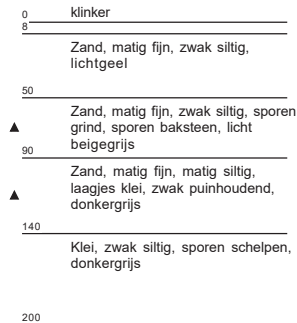 0 klinker
8
Zand, matig fijn, zwak siltig,
lichtgeel
50
Zand, matig fijn, zwak siltig, sporen
grind, sporen baksteen, licht
beigegrijs
90
Zand, matig fijn, matig siltig,
laagjes klei, zwak puinhoudend,
donkergrijs
140
Klei, zwak siltig, sporen schelpen,
donkergrijs
200